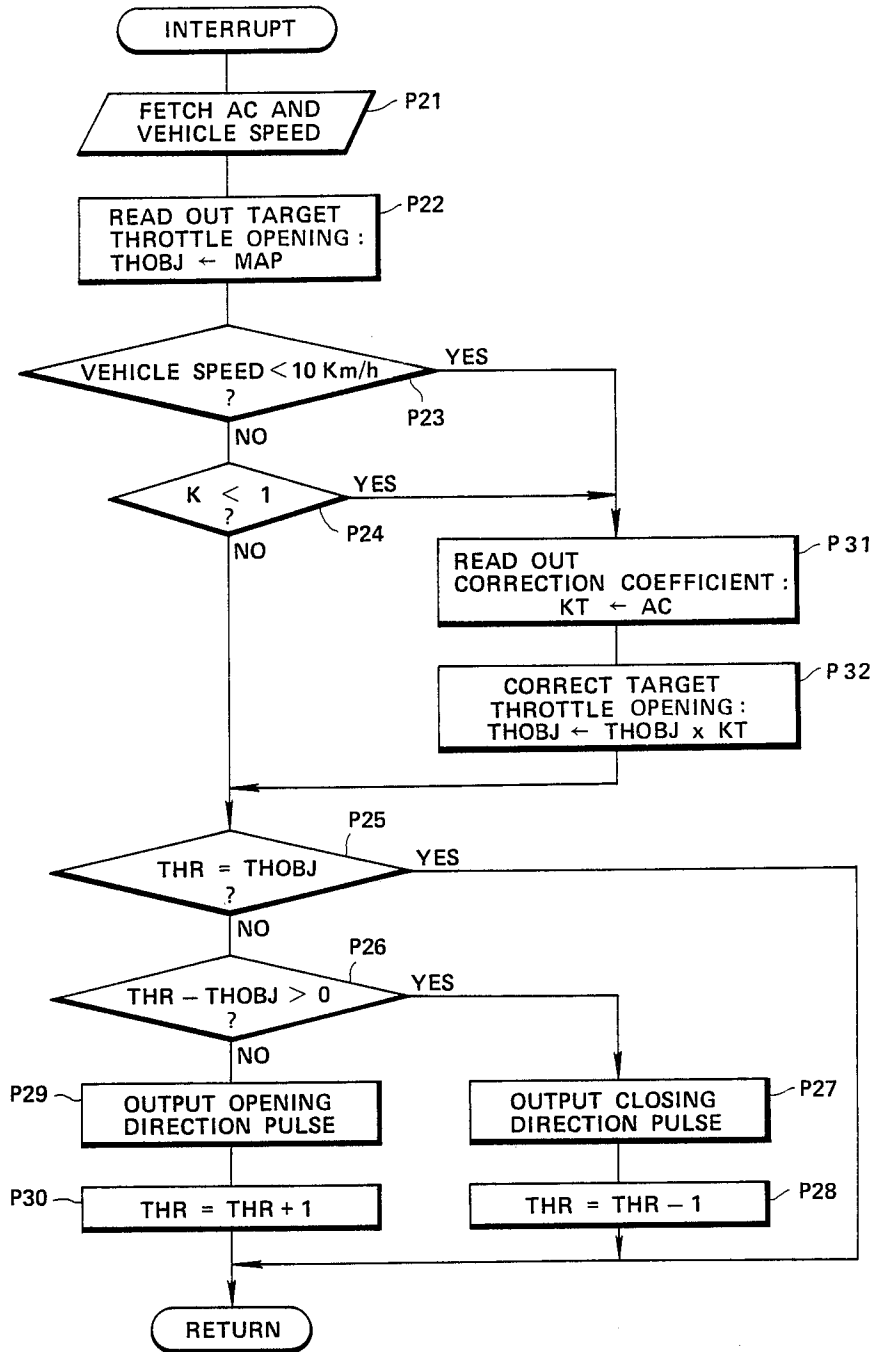 INTERRUPT
FETCH AC AND
VEHICLE SPEED
P21
READ OUT TARGET
THROTTLE OPENING :
THOBJ ← MAP
P22
VEHICLE SPEED < 10 Km/h
?
YES
P23
NO
K < 1
?
YES
P24
NO
READ OUT
CORRECTION COEFFICIENT :
KT ← AC
P 31
CORRECT TARGET
THROTTLE OPENING :
THOBJ ← THOBJ x KT
P 32
P25
THR = THOBJ
?
YES
NO
P26
THR – THOBJ > 0
?
YES
NO
P29
OUTPUT OPENING
DIRECTION PULSE
OUTPUT CLOSING
DIRECTION PULSE
P27
P30
THR = THR + 1
THR = THR – 1
P28
RETURN